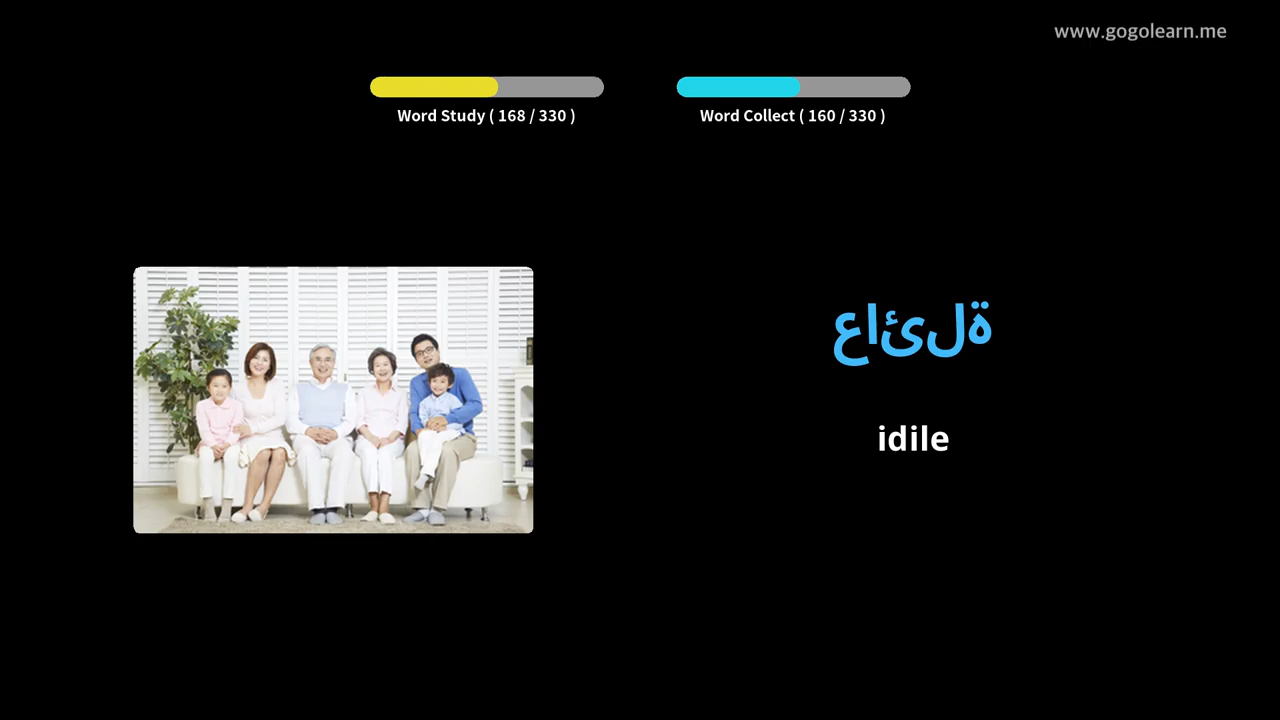 www.gogolearn.me
Word Study ( 168 / 330 )
Word Collect ( 160 / 330 )
عائلة
idile